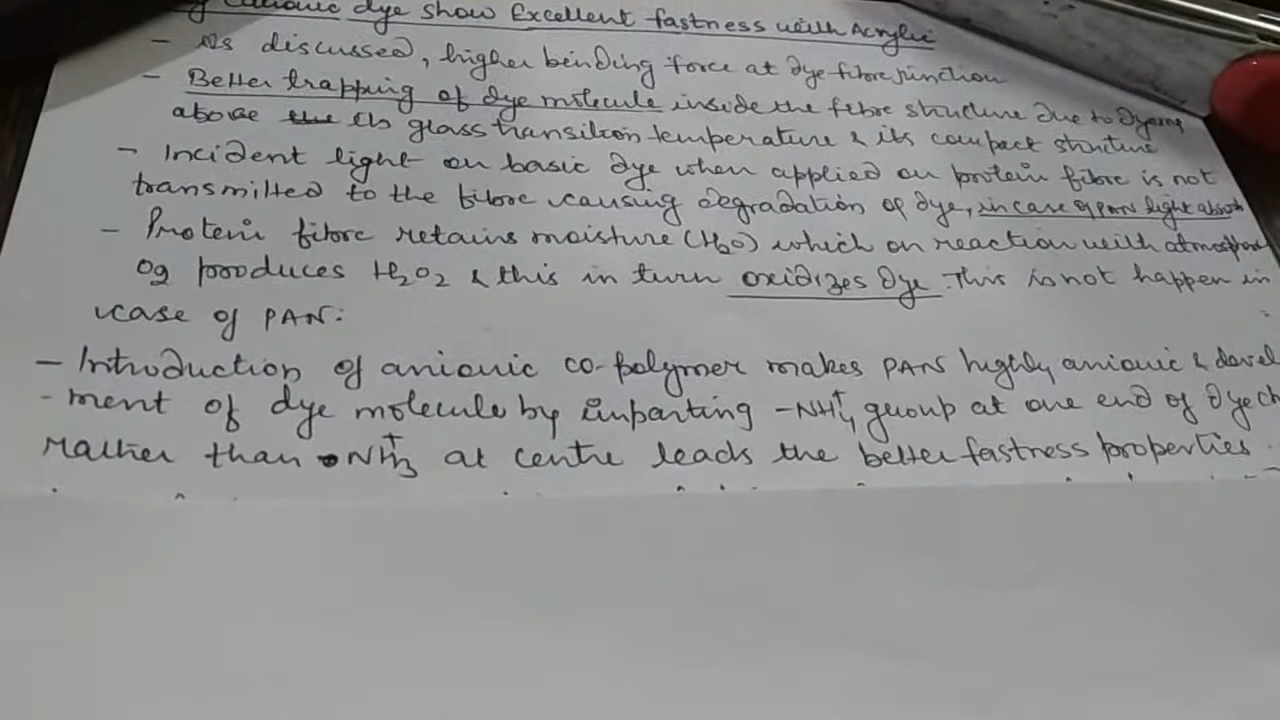 Cationic dye show Excellent fastness with Acrylic
- As discussed, higher binding force at dye fibre junction
- Better trapping of dye molecule inside the fibre structure due to Dyeing
above its glass transition temperature & its compact structure
- Incident light on basic dye when applied on protein fibre is not
transmitted to the fibre causing degradation of dye, in case of PAN light absorb
- Protein fibre retains moisture (H2O) which on reaction with atmosphere
O2 produces H2O2 & this in turn oxidizes dye. This is not happen in
case of PAN.
- Introduction of anionic co-polymer makes PAN highly anionic & devel
-ment of dye molecule by imparting -NH4+ group at one end of dye ch
rather than NH3+ at centre leads the better fastness properties.